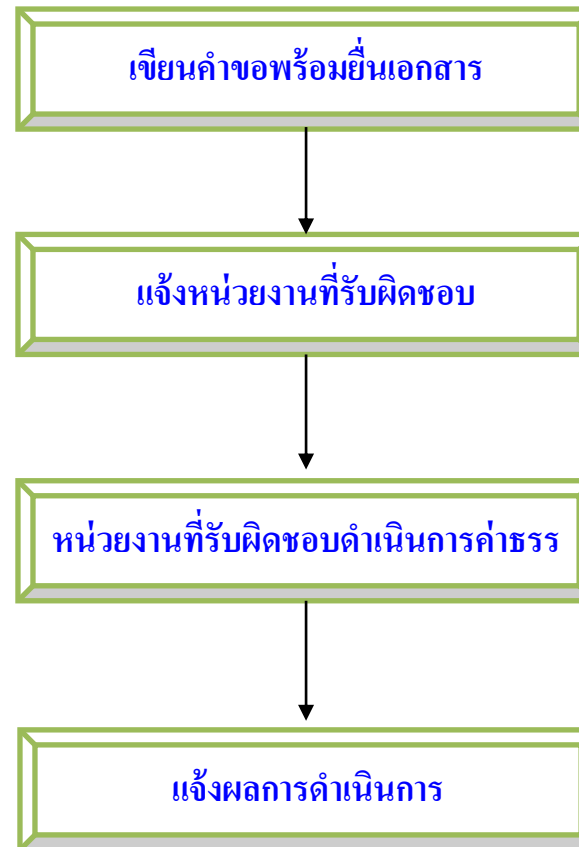 เขียนคำขอพร้อมยื่นเอกสาร
แจ้งหน่วยงานที่รับผิดชอบ
หน่วยงานที่รับผิดชอบดำเนินการค่าธรร
แจ้งผลการดำเนินการ